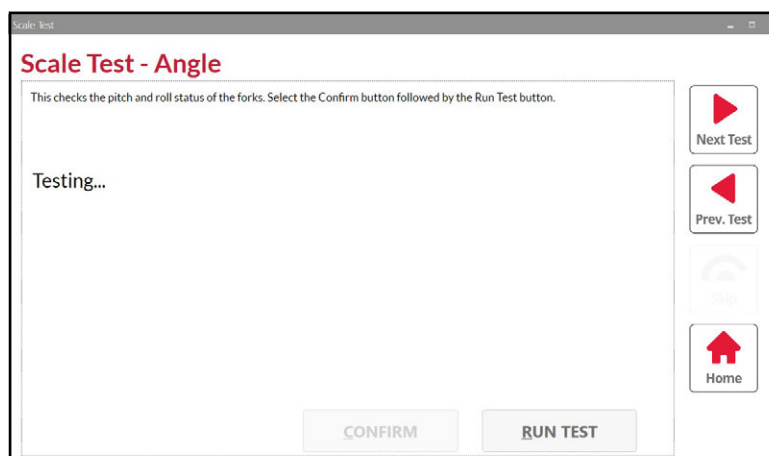 Scale Test
Scale Test - Angle
This checks the pitch and roll status of the forks. Select the Confirm button followed by the Run Test button.
Testing...
Next Test
Prev. Test
Skip
Home
CONFIRM
RUN TEST